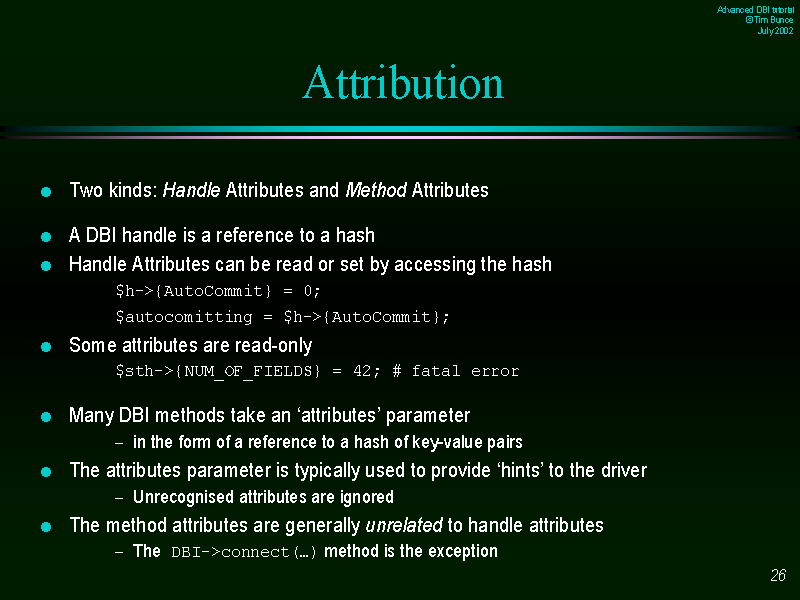 Advanced DBI tutorial
© Tim Bunce
July 2002
Attribution
Two kinds: Handle Attributes and Method Attributes
A DBI handle is a reference to a hash
Handle Attributes can be read or set by accessing the hash
$h->{AutoCommit} = 0;
$autocomitting = $h->{AutoCommit};
Some attributes are read-only
$sth->{NUM_OF_FIELDS} = 42; # fatal error
Many DBI methods take an ‘attributes’ parameter
– in the form of a reference to a hash of key-value pairs
The attributes parameter is typically used to provide ‘hints’ to the driver
– Unrecognised attributes are ignored
The method attributes are generally unrelated to handle attributes
– The DBI->connect(…) method is the exception
26